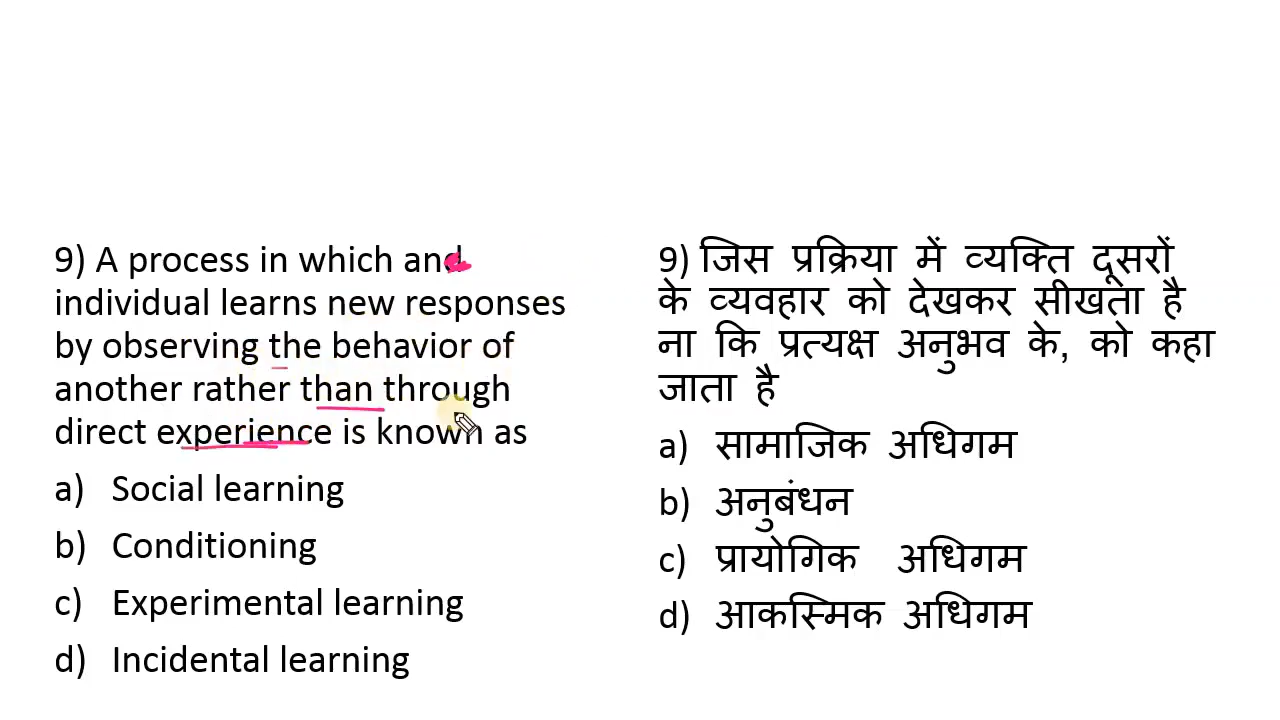 9) A process in which and
individual learns new responses
by observing the behavior of
another rather than through
direct experience is known as
a) Social learning
b) Conditioning
c) Experimental learning
d) Incidental learning
9) जिस प्रक्रिया में व्यक्ति दूसरों
के व्यवहार को देखकर सीखता है
ना कि प्रत्यक्ष अनुभव के, को कहा
जाता है
a) सामाजिक अधिगम
b) अनुबंधन
c) प्रायोगिक अधिगम
d) आकस्मिक अधिगम